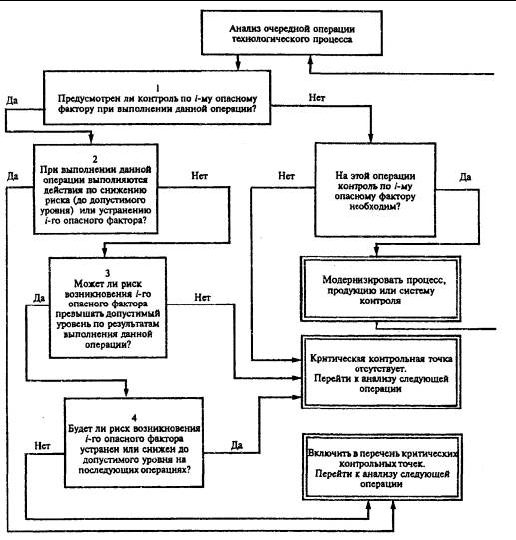 Анализ очередной операции
технологического процесса
1
Предусмотрен ли контроль по i-му опасному
фактору при выполнении данной операции?
Да
Нет
2
При выполнении данной
операции выполняются
действия по снижению
риска (до допустимого
уровня) или устранению
i-го опасного фактора?
Да
Нет
На этой операции
контроль по i-му
опасному фактору
необходим?
Нет
Да
3
Может ли риск
возникновения i-го
опасного фактора
превышать допустимый
уровень по результатам
выполнения данной
операции?
Да
Нет
Модернизировать процесс,
продукцию или систему
контроля
Критическая контрольная точка
отсутствует.
Перейти к анализу следующей
операции
4
Будет ли риск возникновения
i-го опасного фактора
устранен или снижен до
допустимого уровня на
последующих операциях?
Нет
Да
Включить в перечень критических
контрольных точек.
Перейти к анализу следующей
операции